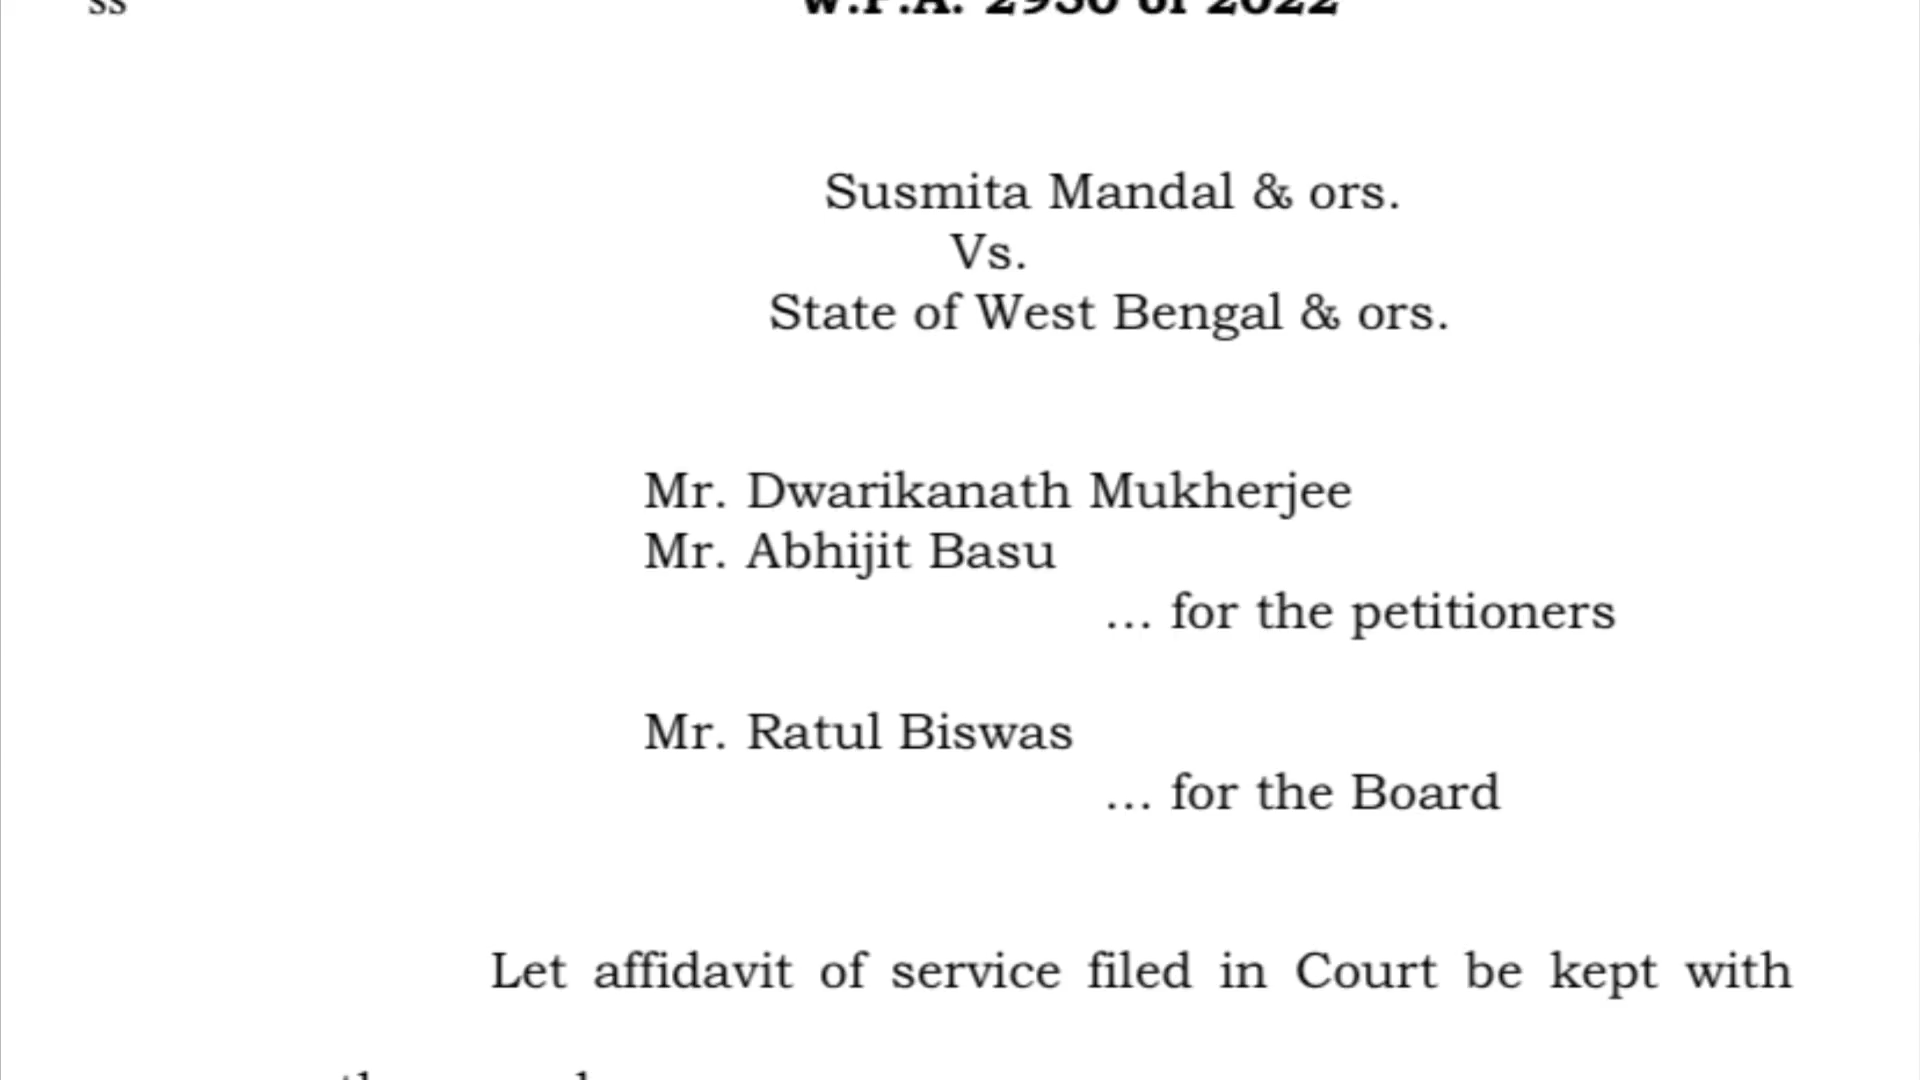 ss
Susmita Mandal & ors.
Vs.
State of West Bengal & ors.
Mr. Dwarikanath Mukherjee
Mr. Abhijit Basu
... for the petitioners
Mr. Ratul Biswas
... for the Board
Let affidavit of service filed in Court be kept with